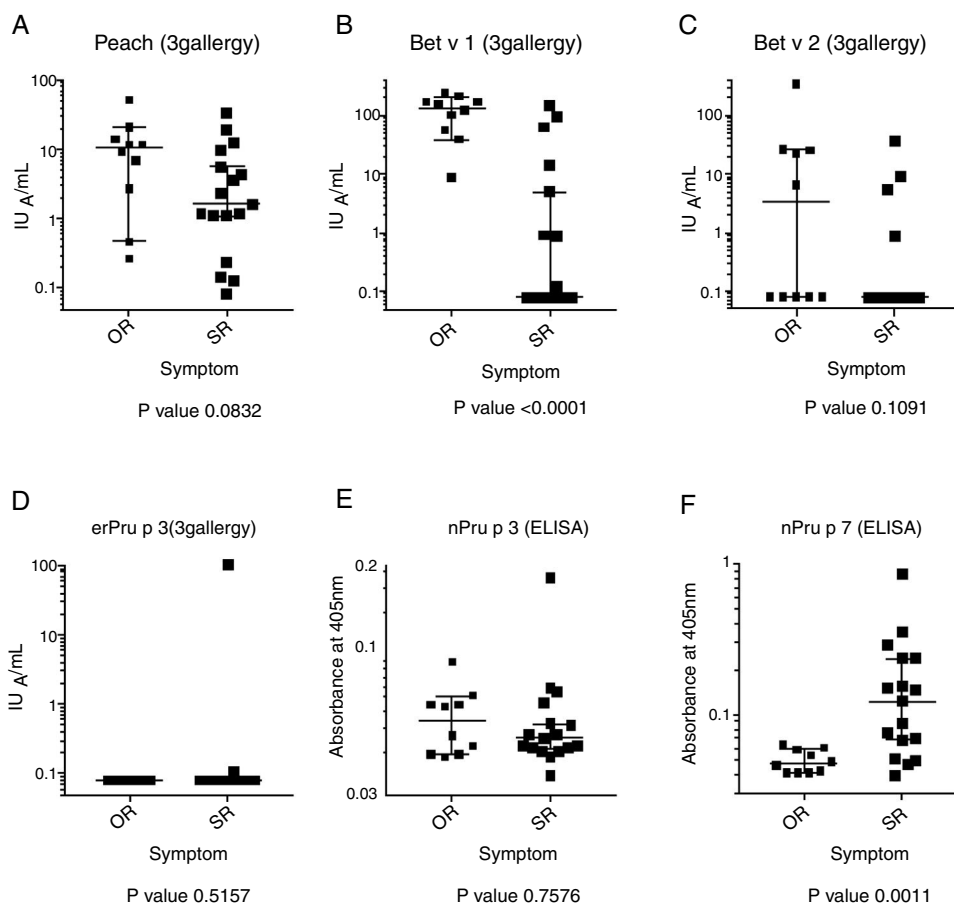 A
Peach (3gallergy)
100
10
1
0.1
IU A/mL
OR
SR
Symptom
P value 0.0832
B
Bet v 1 (3gallergy)
100
10
1
0.1
IU A/mL
OR
SR
Symptom
P value <0.0001
C
Bet v 2 (3gallergy)
100
10
1
0.1
IU A/mL
OR
SR
Symptom
P value 0.1091
D
erPru p 3(3gallergy)
100
10
1
0.1
IU A/mL
OR
SR
Symptom
P value 0.5157
E
nPru p 3 (ELISA)
0.2
0.1
0.03
Absorbance at 405nm
OR
SR
Symptom
P value 0.7576
F
nPru p 7 (ELISA)
1
0.1
Absorbance at 405nm
OR
SR
Symptom
P value 0.0011